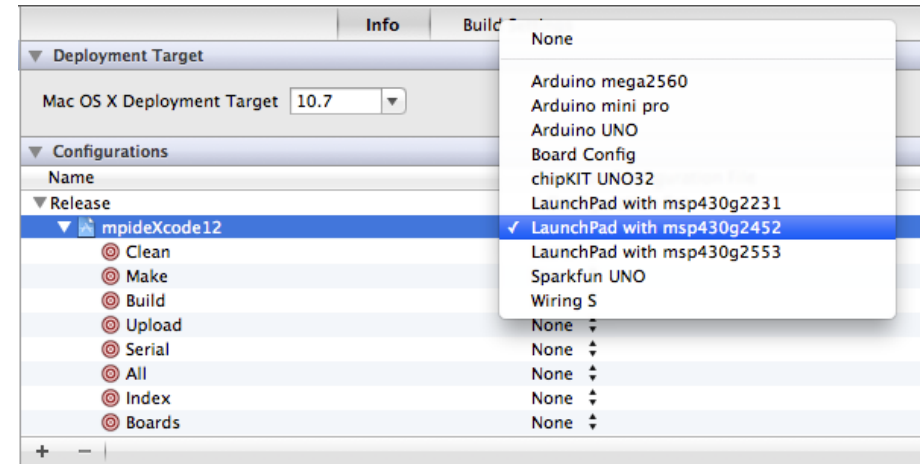 Info Build
None
Deployment Target
Mac OS X Deployment Target 10.7
Arduino mega2560
Arduino mini pro
Arduino UNO
Configurations
Board Config
Name
chipKIT UNO32
Release
LaunchPad with msp430g2231
mpideXcode12
✓ LaunchPad with msp430g2452
Clean
LaunchPad with msp430g2553
Make
Sparkfun UNO
Build
Wiring S
Upload None
Serial None
All None
Index None
Boards None
+ −